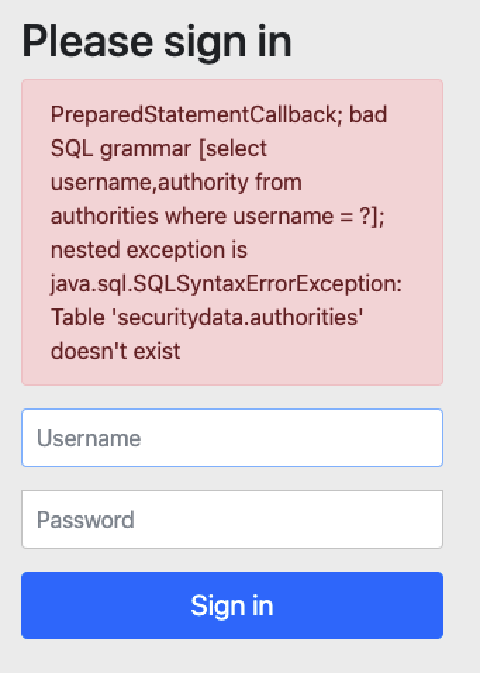 Please sign in
PreparedStatementCallback; bad
SQL grammar [select
username,authority from
authorities where username = ?];
nested exception is
java.sql.SQLSyntaxErrorException:
Table 'securitydata.authorities'
doesn't exist
Username
Password
Sign in